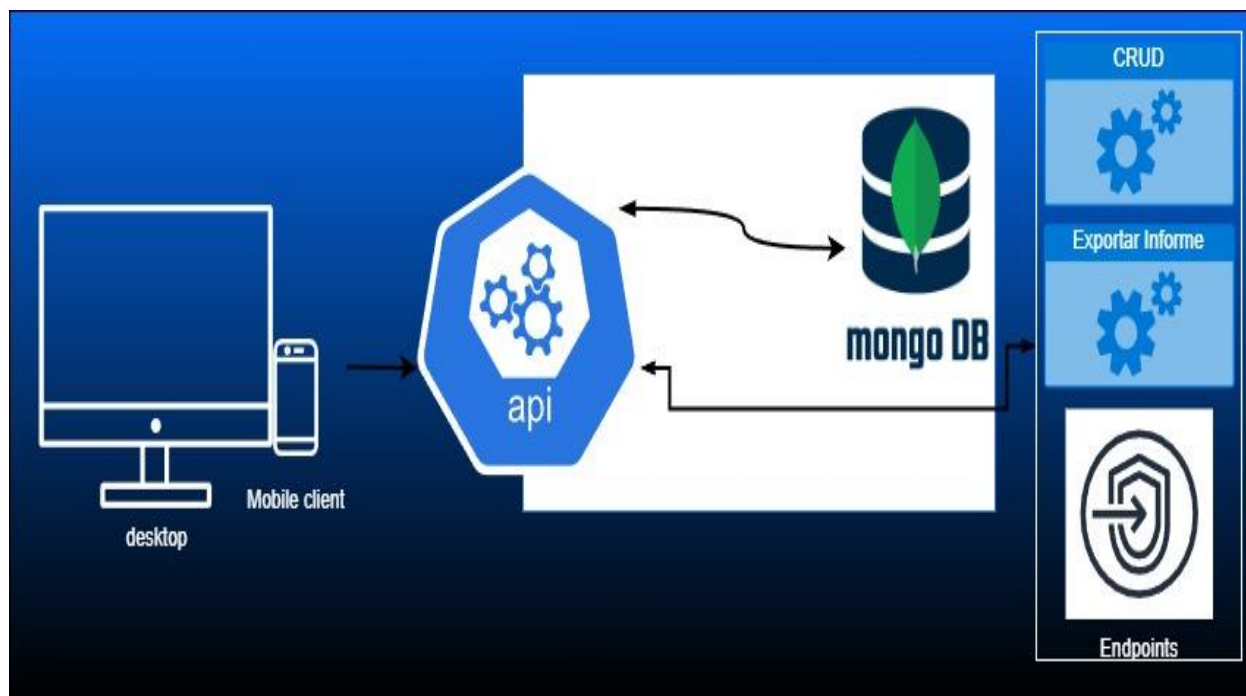 desktop
Mobile client
api
mongo DB
CRUD
Exportar Informe
Endpoints